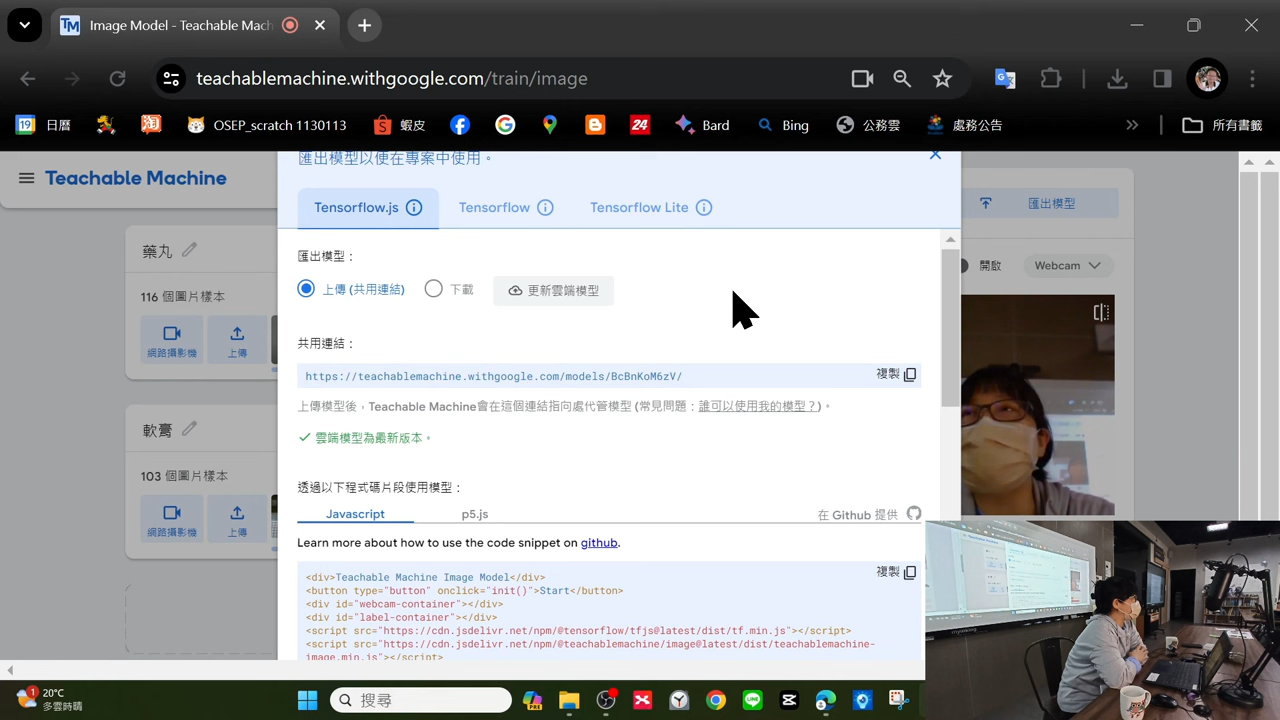 Image Model - Teachable Mach
teachablemachine.withgoogle.com/train/image
日曆
OSEP_scratch 1130113
蝦皮
24
Bard
Bing
公務雲
處務公告
所有書籤
Teachable Machine
匯出模型以便在專案中使用。
Tensorflow.js
Tensorflow
Tensorflow Lite
匯出模型
藥丸
116 個圖片樣本
網路攝影機
上傳
軟膏
103 個圖片樣本
網路攝影機
上傳
匯出模型：
上傳 (共用連結)
下載
更新雲端模型
共用連結：
https://teachablemachine.withgoogle.com/models/BcBnKoM6zV/
複製
上傳模型後，Teachable Machine會在這個連結指向處代管模型 (常見問題：誰可以使用我的模型？)。
雲端模型為最新版本。
透過以下程式碼片段使用模型：
Javascript
p5.js
在 Github 提供
Learn more about how to use the code snippet on github.
複製
<div>Teachable Machine Image Model</div>
<button type="button" onclick="init()">Start</button>
<div id="webcam-container"></div>
<div id="label-container"></div>
<script src="https://cdn.jsdelivr.net/npm/@tensorflow/tfjs@latest/dist/tf.min.js"></script>
<script src="https://cdn.jsdelivr.net/npm/@teachablemachine/image@latest/dist/teachablemachine-
image.min.js"></script>
開啟
Webcam
1
20°C
多雲時晴
搜尋